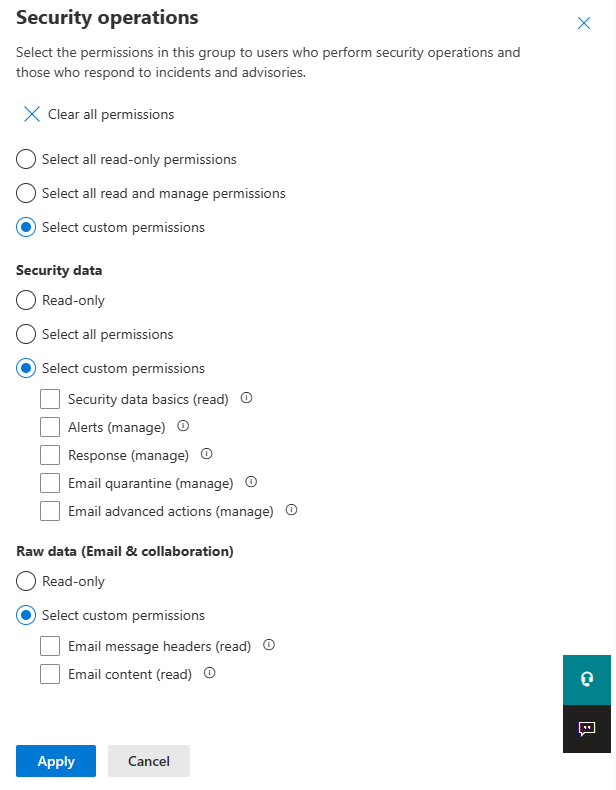 Security operations
Select the permissions in this group to users who perform security operations and
those who respond to incidents and advisories.
Clear all permissions
Select all read-only permissions
Select all read and manage permissions
Select custom permissions
Security data
Read-only
Select all permissions
Select custom permissions
Security data basics (read)
Alerts (manage)
Response (manage)
Email quarantine (manage)
Email advanced actions (manage)
Raw data (Email & collaboration)
Read-only
Select custom permissions
Email message headers (read)
Email content (read)
Apply
Cancel